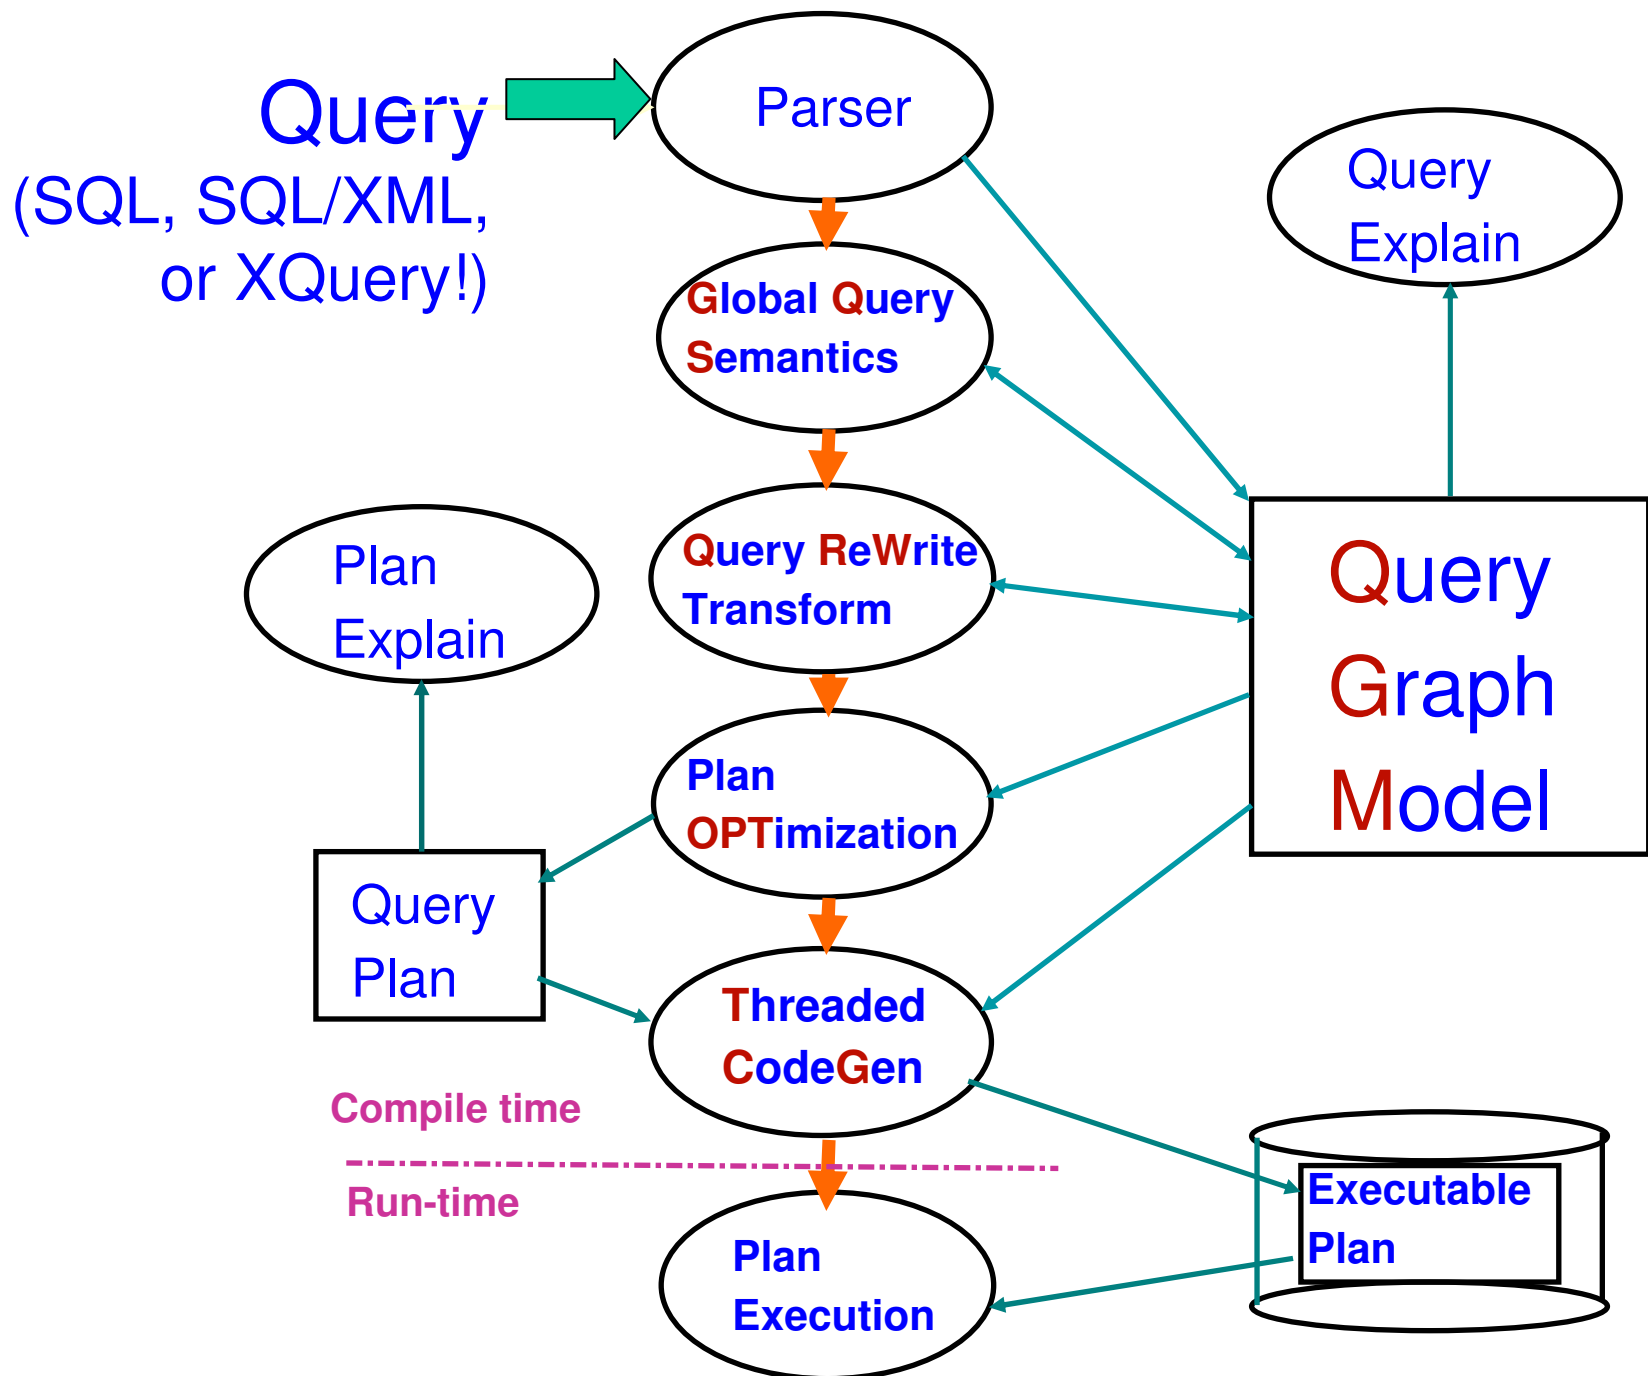 Query
(SQL, SQL/XML,
or XQuery!)
Parser
Query
Explain
Global Query
Semantics
Query ReWrite
Transform
Plan
Explain
Query
Graph
Model
Plan
OPTimization
Query
Plan
Threaded
CodeGen
Compile time
Run-time
Executable
Plan
Plan
Execution